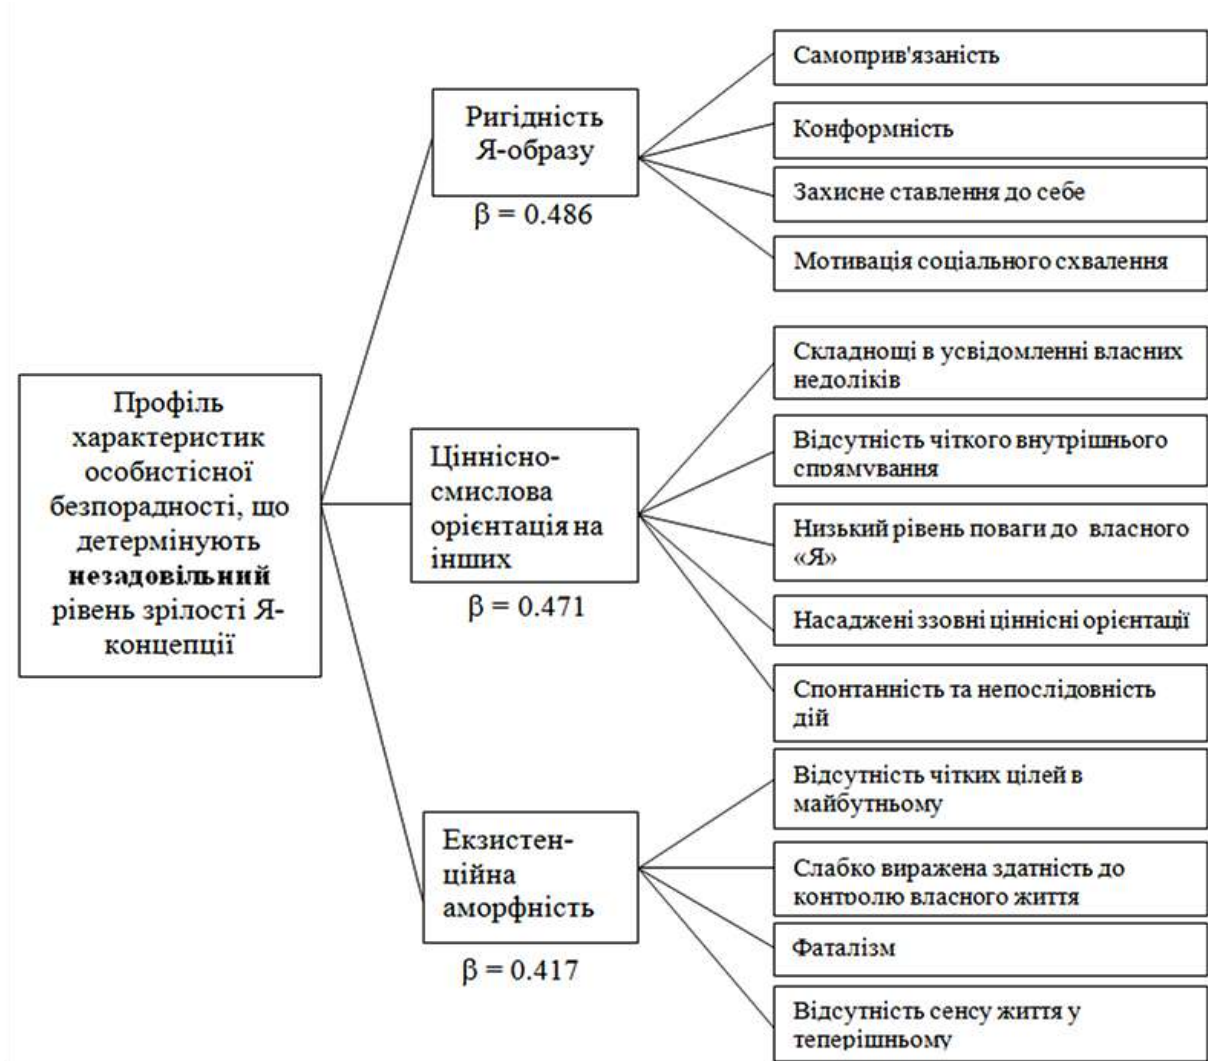 Профіль
характеристик
особистісної
безпорадності, що
детермінують
незадовільний
рівень зрілості Я-
концепції
Ригідність
Я-образу
β = 0.486
Самоприв'язаність
Конформність
Захисне ставлення до себе
Мотивація соціального схвалення
Ціннісно-
смислова
орієнтація на
інших
β = 0.471
Складнощі в усвідомленні власних
недоліків
Відсутність чіткого внутрішнього
спрямування
Низький рівень поваги до власного
«Я»
Насаджені ззовні ціннісні орієнтації
Спонтанність та непослідовність
дій
Екзистен-
ційна
аморфність
β = 0.417
Відсутність чітких цілей в
майбутньому
Слабко виражена здатність до
контролю власного життя
Фаталізм
Відсутність сенсу життя у
теперішньому